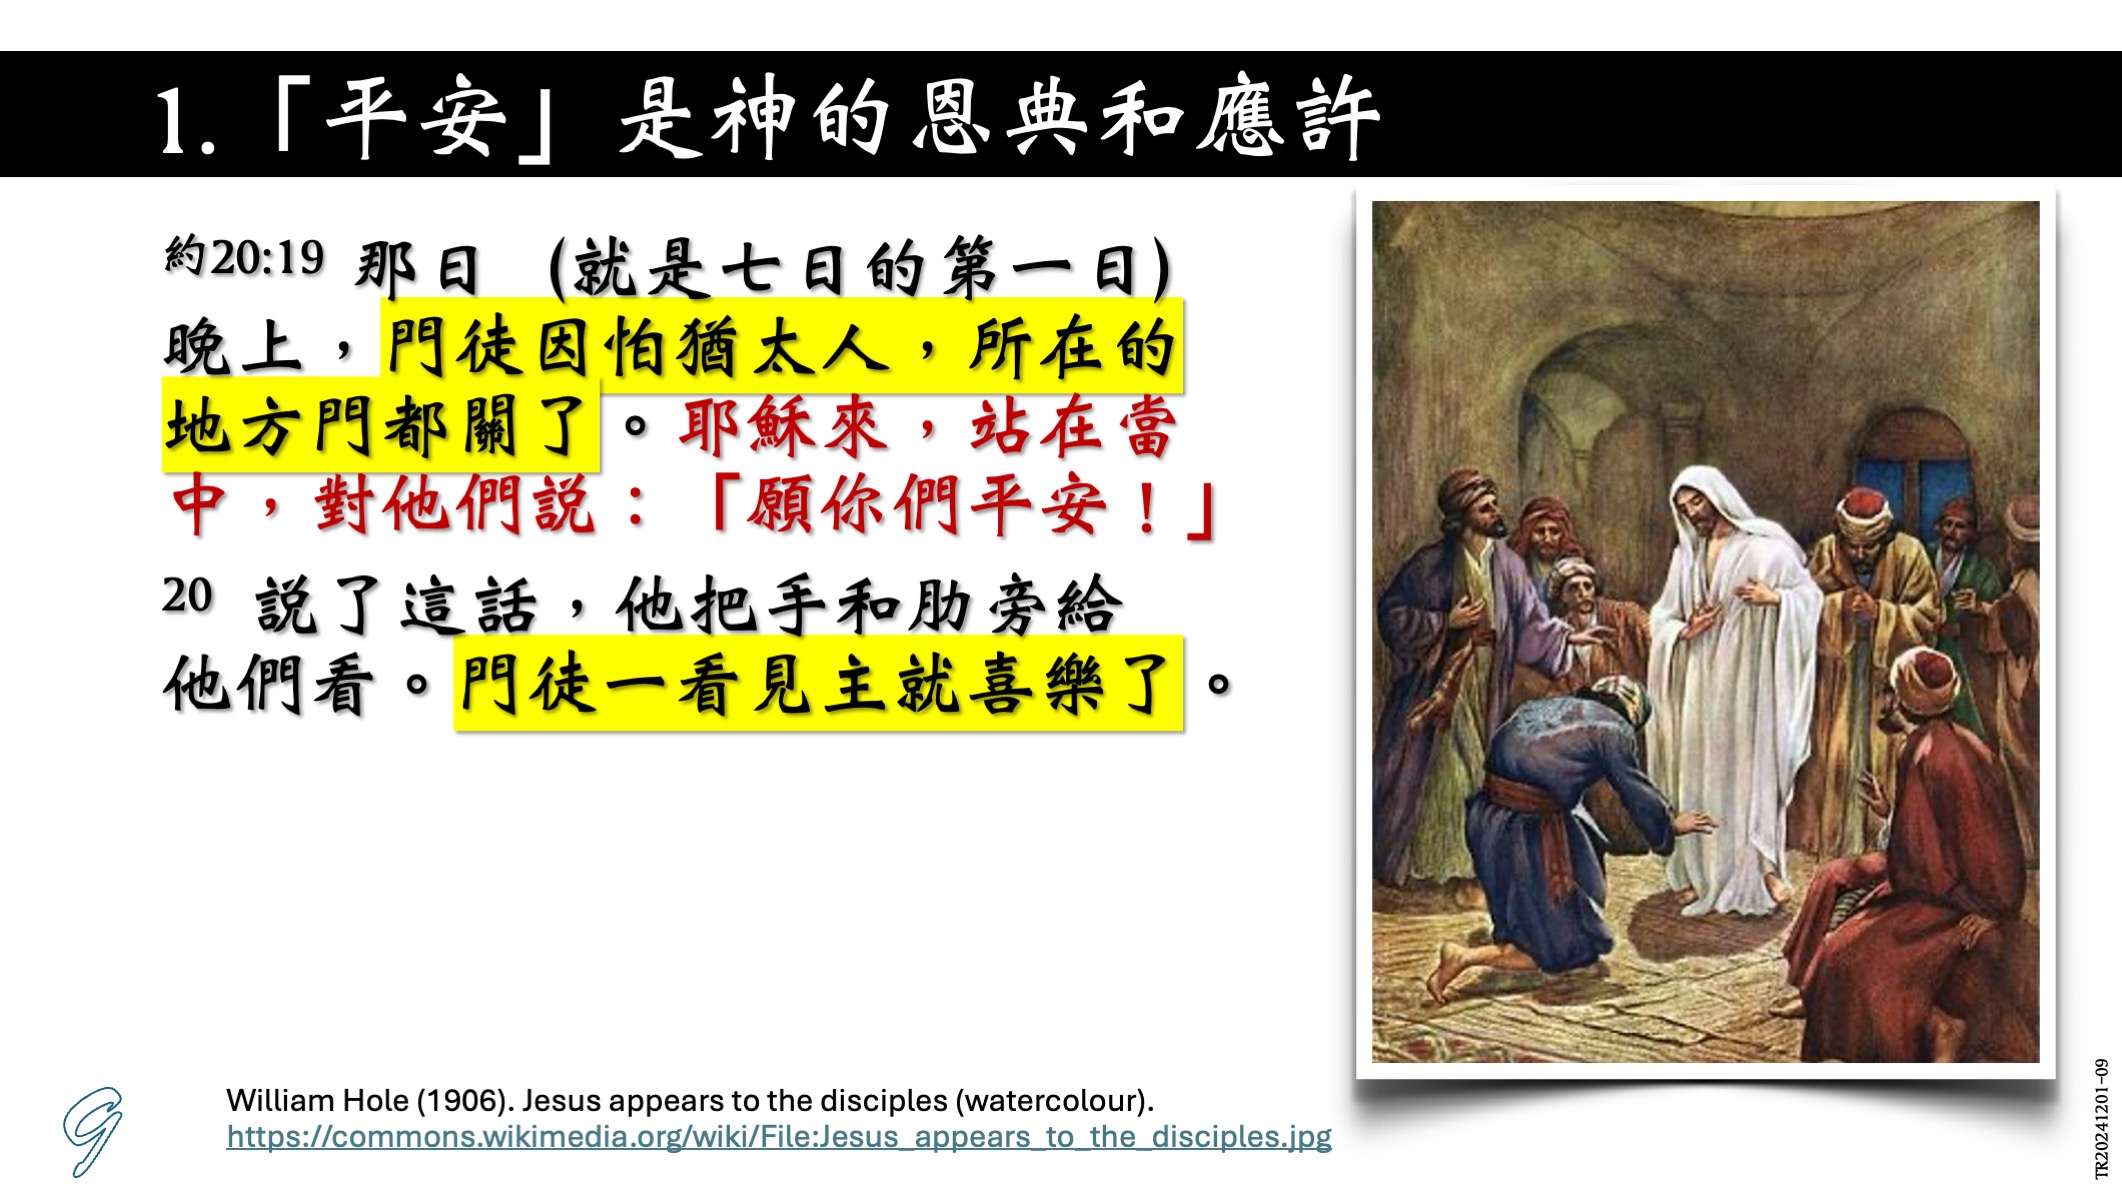 1.「平安」是神的恩典和應許
約20:19 那日 (就是七日的第一日)
晚上，門徒因怕猶太人，所在的
地方門都關了。耶穌來，站在當
中，對他們説：「願你們平安！」
20 説了這話，他把手和肋旁給
他們看。門徒一看見主就喜樂了。
William Hole (1906). Jesus appears to the disciples (watercolour).
https://commons.wikimedia.org/wiki/File:Jesus_appears_to_the_disciples.jpg
TR20241201-09